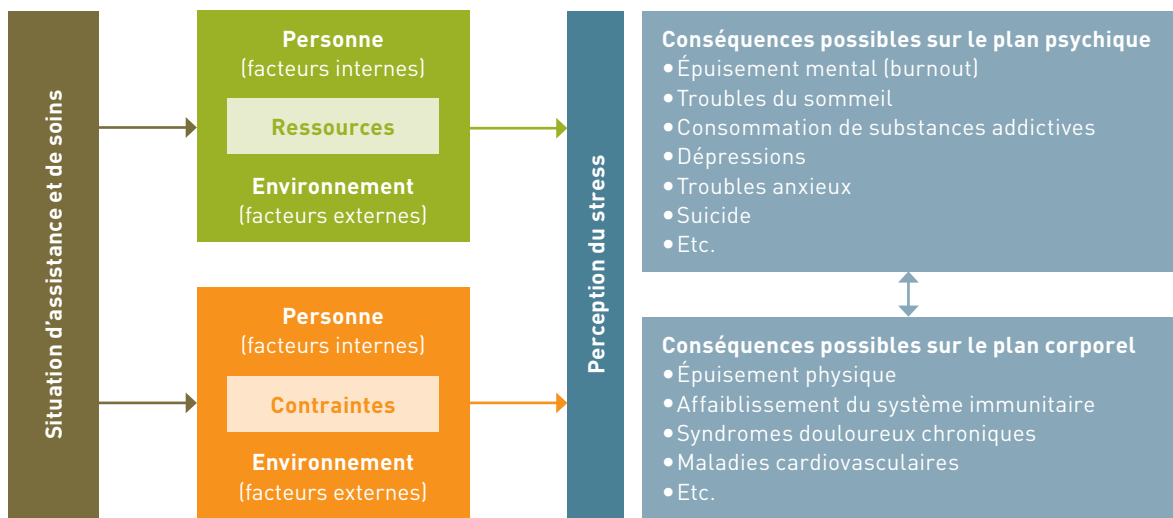 Situation d'assistance et de soins
Personne
(facteurs internes)
Ressources
Environnement
(facteurs externes)
Personne
(facteurs internes)
Contraintes
Environnement
(facteurs externes)
Perception du stress
Conséquences possibles sur le plan psychique
• Épuisement mental (burnout)
• Troubles du sommeil
• Consommation de substances addictives
• Dépressions
• Troubles anxieux
• Suicide
• Etc.
Conséquences possibles sur le plan corporel
• Épuisement physique
• Affaiblissement du système immunitaire
• Syndromes douloureux chroniques
• Maladies cardiovasculaires
• Etc.